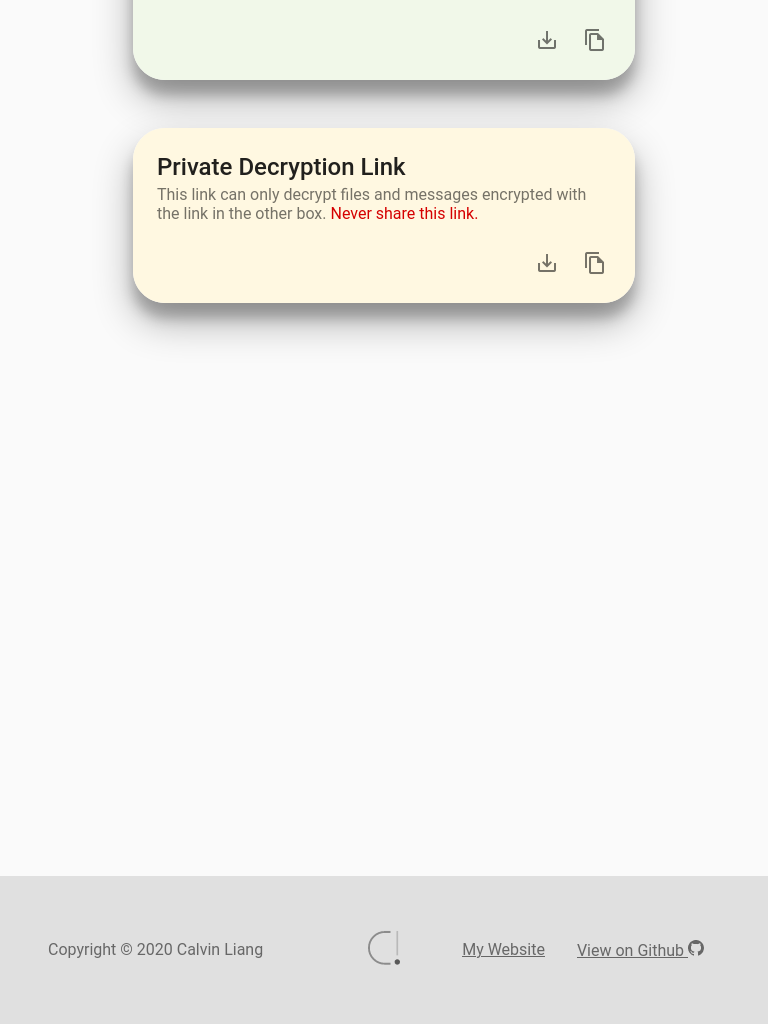 Private Decryption Link
This link can only decrypt files and messages encrypted with
the link in the other box. Never share this link.
Copyright © 2020 Calvin Liang
My Website
View on Github